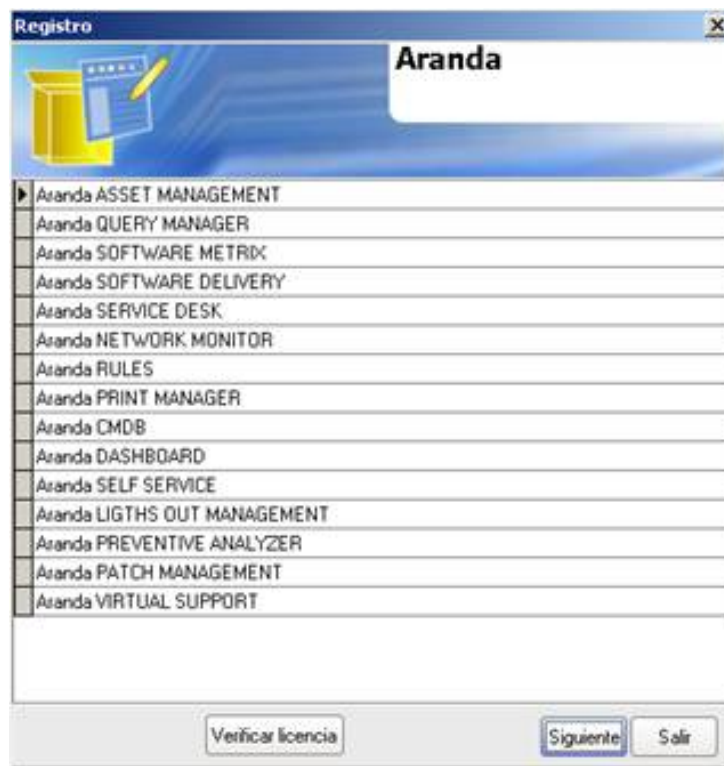 Registro
Aranda
Aranda ASSET MANAGEMENT
Aranda QUERY MANAGER
Aranda SOFTWARE METRIX
Aranda SOFTWARE DELIVERY
Aranda SERVICE DESK
Aranda NETWORK MONITOR
Aranda RULES
Aranda PRINT MANAGER
Aranda CMDB
Aranda DASHBOARD
Aranda SELF SERVICE
Aranda LIGTHS OUT MANAGEMENT
Aranda PREVENTIVE ANALYZER
Aranda PATCH MANAGEMENT
Aranda VIRTUAL SUPPORT
Verificar licencia Siguiente Salir